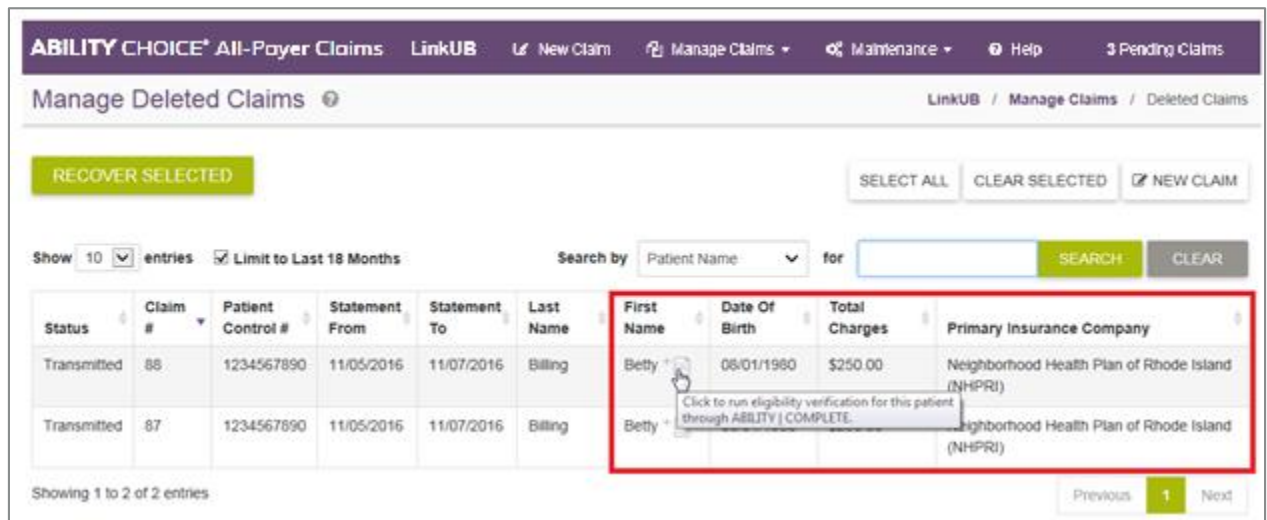 ABILITY CHOICE® All-Payer Claims LinkUB New Claim Manage Claims Maintenance Help 3 Pending Claims
Manage Deleted Claims LinkUB / Manage Claims / Deleted Claims
RECOVER SELECTED SELECT ALL CLEAR SELECTED NEW CLAIM
Show 10 entries Limit to Last 18 Months Search by Patient Name for SEARCH CLEAR
Status Claim # Patient Control # Statement From Statement To Last Name First Name Date Of Birth Total Charges Primary Insurance Company
Transmitted 88 1234567890 11/05/2016 11/07/2016 Billing Betty 08/01/1980 $250.00 Neighborhood Health Plan of Rhode Island
(NHPRI)
Click to run eligibility verification for this patient
through ABILITY | COMPLETE.
Transmitted 87 1234567890 11/05/2016 11/07/2016 Billing Betty Neighborhood Health Plan of Rhode Island
(NHPRI)
Showing 1 to 2 of 2 entries Previous 1 Next